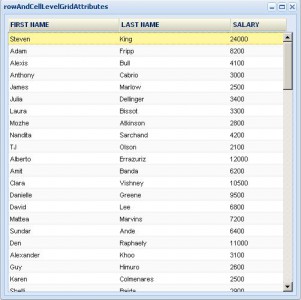 rowAndCellLevelGridAttributes
FIRST NAME LAST NAME SALARY
Steven King 24000
Adam Fripp 8200
Alexis Bull 4100
Anthony Cabrio 3000
James Marlow 2500
Julia Dellinger 3400
Laura Bissot 3300
Mozhe Atkinson 2800
Nandita Sarchand 4200
TJ Olson 2100
Alberto Errazuriz 12000
Amit Banda 6200
Clara Vishney 10500
Danielle Greene 9500
David Lee 6800
Mattea Marvins 7200
Sundar Ande 6400
Den Raphaely 11000
Alexander Khoo 3100
Guy Himuro 2600
Karen Colmenares 2500
Shelli Baida 2900